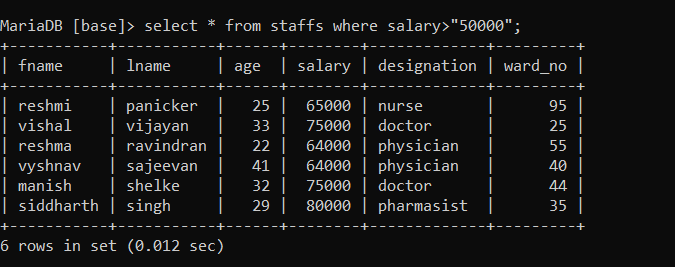 MariaDB [base]> select * from staffs where salary>"50000";
+-----------+-----------+------+--------+-------------+---------+
| fname     | lname     | age  | salary | designation | ward_no |
+-----------+-----------+------+--------+-------------+---------+
| reshmi    | panicker  |   25 |  65000 | nurse       |      95 |
| vishal    | vijayan   |   33 |  75000 | doctor      |      25 |
| reshma    | ravindran |   22 |  64000 | physician   |      55 |
| vyshnav   | sajeevan  |   41 |  64000 | physician   |      40 |
| manish    | shelke    |   32 |  75000 | doctor      |      44 |
| siddharth | singh     |   29 |  80000 | pharmasist  |      35 |
+-----------+-----------+------+--------+-------------+---------+
6 rows in set (0.012 sec)